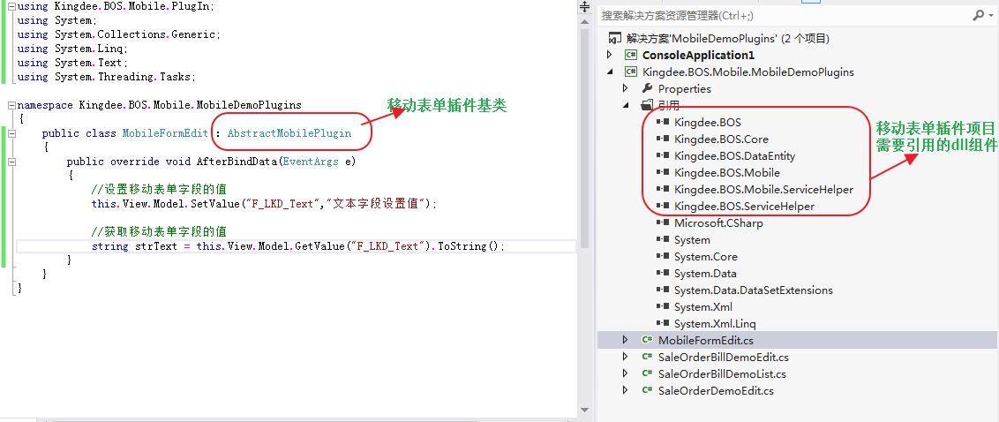 using Kingdee.BOS.Mobile.PlugIn;
using System;
using System.Collections.Generic;
using System.Linq;
using System.Text;
using System.Threading.Tasks;
namespace Kingdee.BOS.Mobile.MobileDemoPlugins
{
public class MobileFormEdit : AbstractMobilePlugin
{
public override void AfterBindData(EventArgs e)
{
//设置移动表单字段的值
this.View.Model.SetValue("F_LKD_Text","文本字段设置值");
//获取移动表单字段的值
string strText = this.View.Model.GetValue("F_LKD_Text").ToString();
}
}
}
移动表单插件基类
搜索解决方案资源管理器(Ctrl+;)
解决方案'MobileDemoPlugins' (2 个项目)
ConsoleApplication1
Kingdee.BOS.Mobile.MobileDemoPlugins
Properties
引用
Kingdee.BOS
Kingdee.BOS.Core
Kingdee.BOS.DataEntity
Kingdee.BOS.Mobile
Kingdee.BOS.Mobile.ServiceHelper
Kingdee.BOS.ServiceHelper
Microsoft.CSharp
System
System.Core
System.Data
System.Data.DataSetExtensions
System.Xml
System.Xml.Linq
C# MobileFormEdit.cs
C# SaleOrderBillDemoEdit.cs
C# SaleOrderBillDemoList.cs
C# SaleOrderDemoEdit.cs
移动表单插件项目
需要引用的dll组件